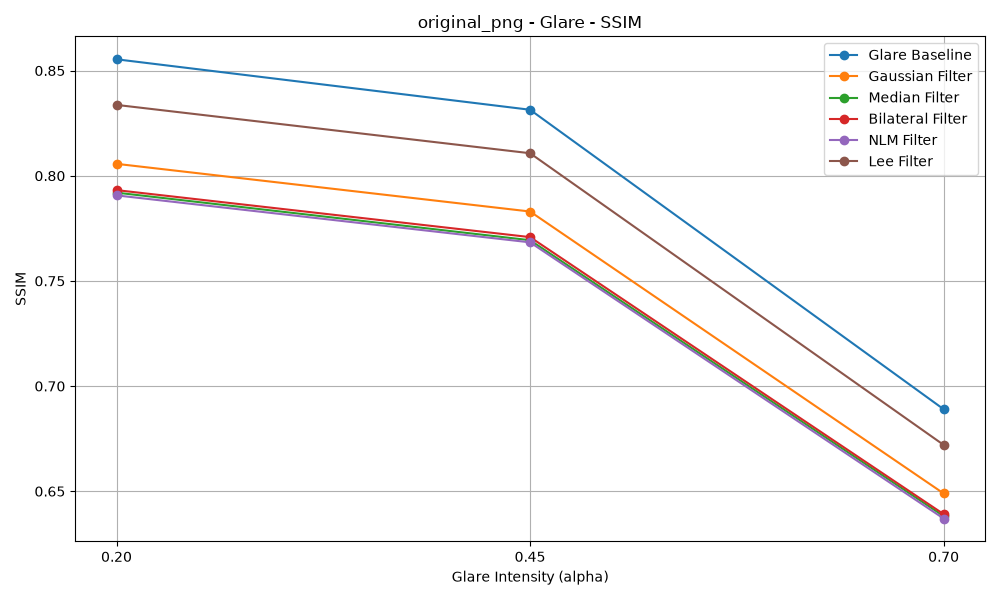 original_png - Glare - SSIM
Glare Baseline
Gaussian Filter
Median Filter
Bilateral Filter
NLM Filter
Lee Filter
SSIM
0.85
0.80
0.75
0.70
0.65
0.20
0.45
0.70
Glare Intensity (alpha)